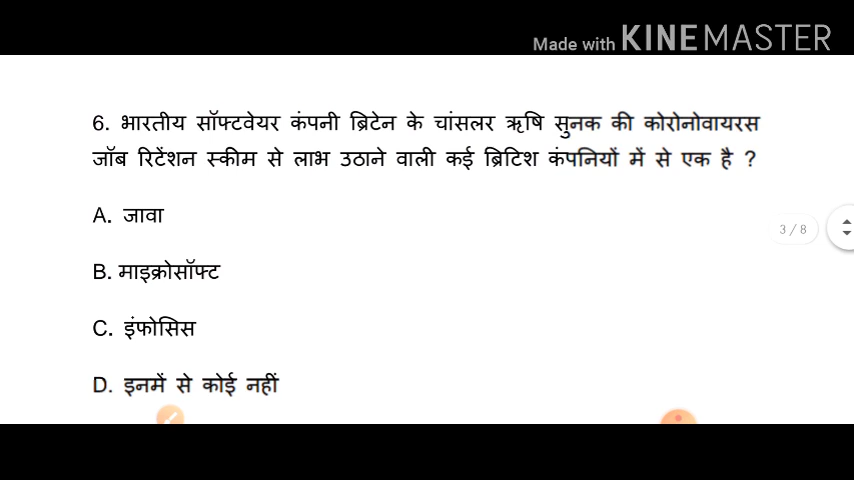 Made with KINEMASTER
6. भारतीय सॉफ्टवेयर कंपनी ब्रिटेन के चांसलर ऋषि सुनक की कोरोनोवायरस
जॉब रिटेंशन स्कीम से लाभ उठाने वाली कई ब्रिटिश कंपनियों में से एक है ?
A. जावा
3 / 8
B. माइक्रोसॉफ्ट
C. इंफोसिस
D. इनमें से कोई नहीं